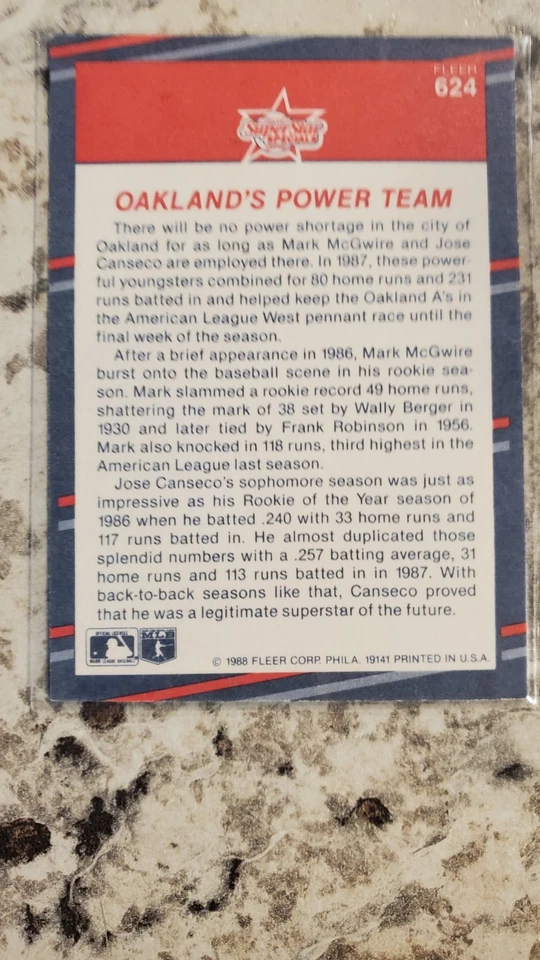 FLEER
624
SuperStar
SPECIALS
OAKLAND'S POWER TEAM
There will be no power shortage in the city of
Oakland for as long as Mark McGwire and Jose
Canseco are employed there. In 1987, these power-
ful youngsters combined for 80 home runs and 231
runs batted in and helped keep the Oakland A's in
the American League West pennant race until the
final week of the season.
After a brief appearance in 1986, Mark McGwire
burst onto the baseball scene in his rookie sea-
son. Mark slammed a rookie record 49 home runs,
shattering the mark of 38 set by Wally Berger in
1930 and later tied by Frank Robinson in 1956.
Mark also knocked in 118 runs, third highest in the
American League last season.
Jose Canseco's sophomore season was just as
impressive as his Rookie of the Year season of
1986 when he batted .240 with 33 home runs and
117 runs batted in. He almost duplicated those
splendid numbers with a .257 batting average, 31
home runs and 113 runs batted in in 1987. With
back-to-back seasons like that, Canseco proved
that he was a legitimate superstar of the future.
OFFICIAL LICENSEE
MAJOR LEAGUE BASEBALL
© 1988 FLEER CORP. PHILA. 19141 PRINTED IN U.S.A.